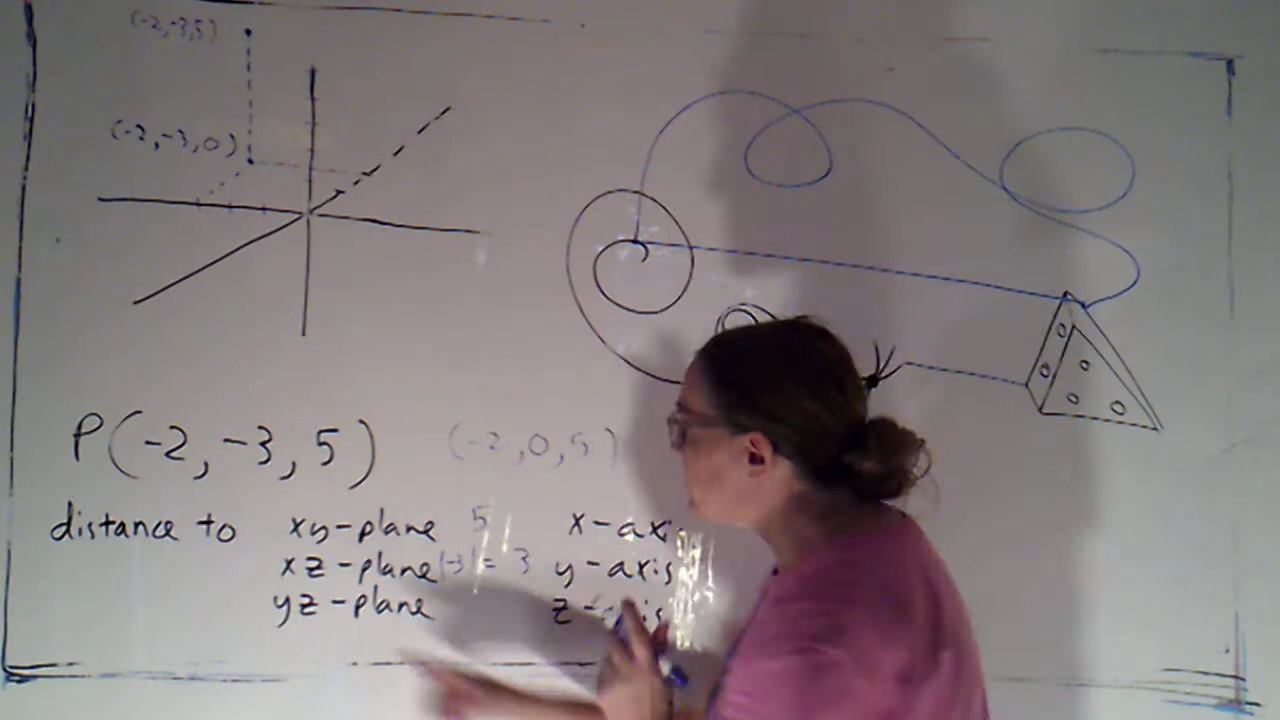 (-2,-3,5)
(-2,-3,0)
P(-2,-3,5) (-2,0,5)
distance to xy-plane 5 x-axi
xz-plane |-3| = 3 y-axis
yz-plane z-